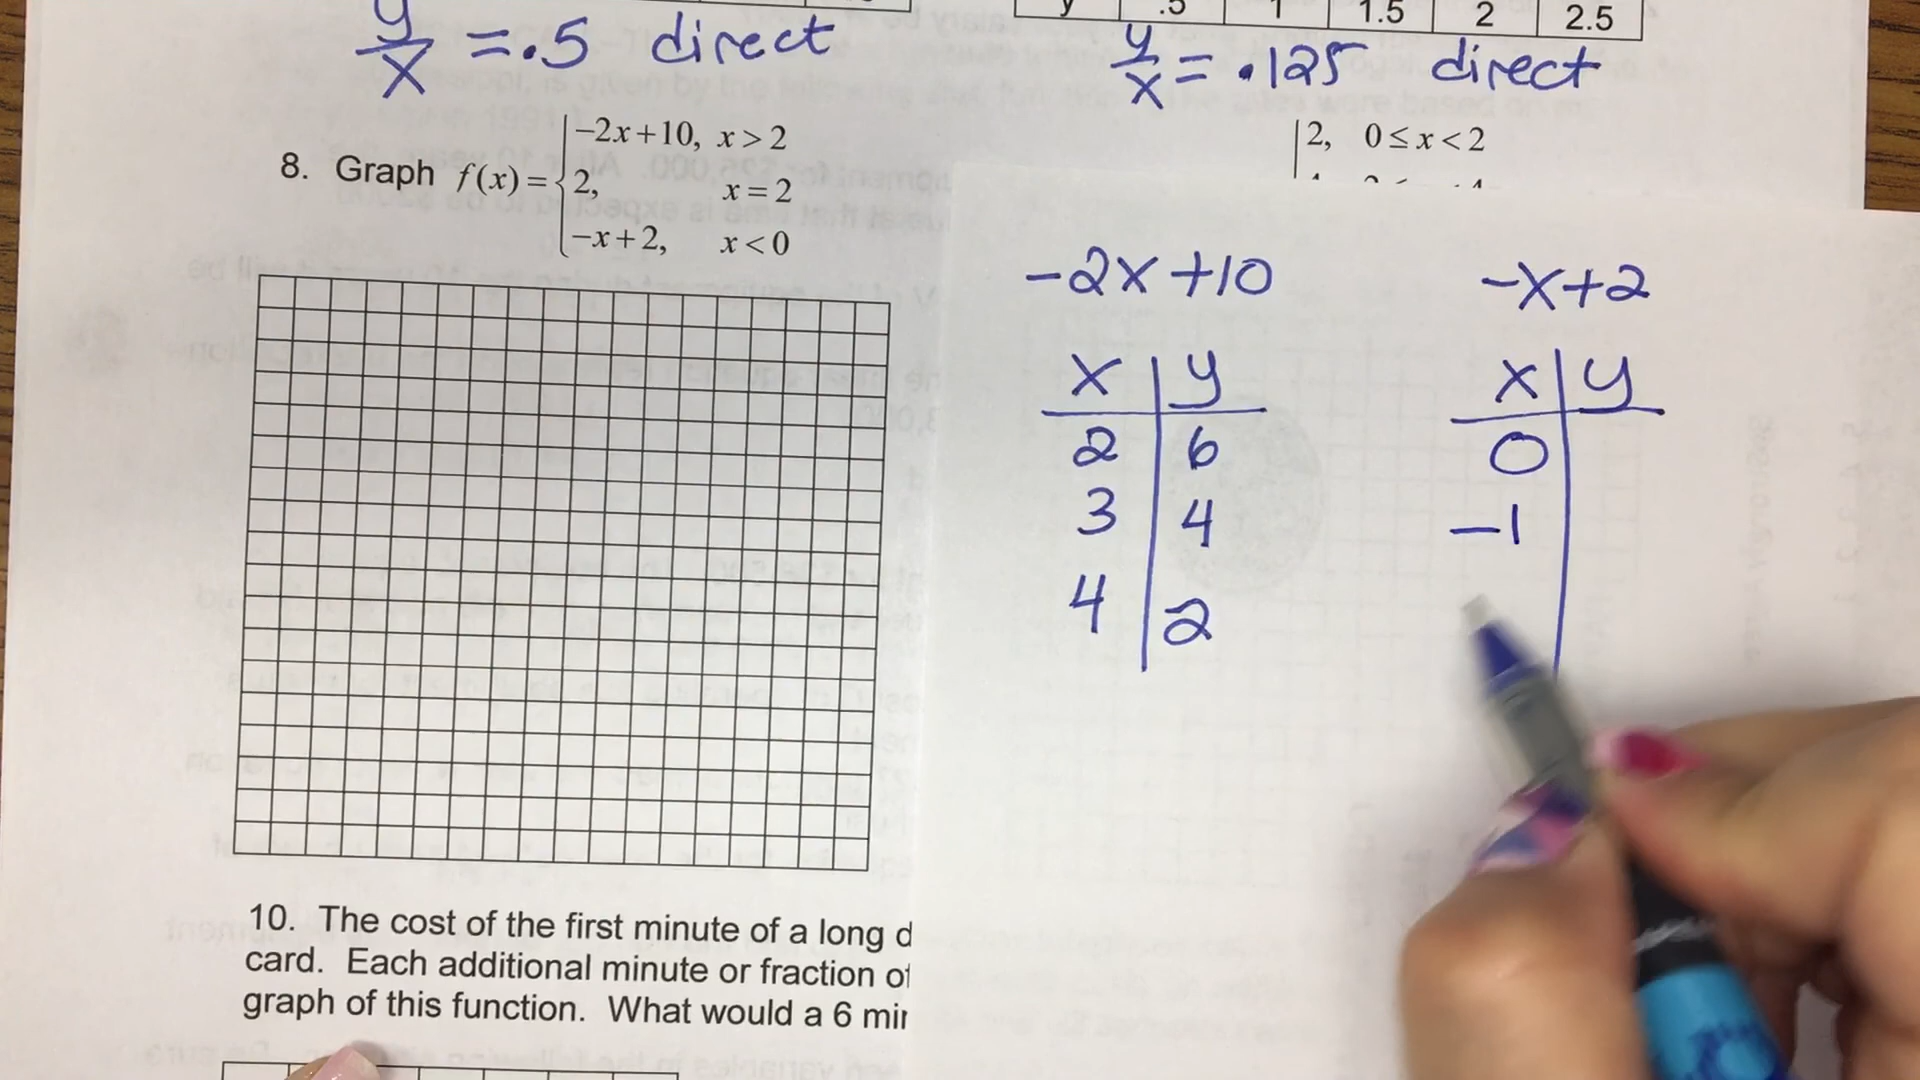 y .5 1 1.5 2 2.5
y/x = .5 direct
y/x = .125 direct
8. Graph f(x) = { −2x+10, x > 2
2, x = 2
−x+2, x < 0
2, 0 ≤ x < 2
-2x+10
x | y
2 | 6
3 | 4
4 | 2
-x+2
x | y
0
-1
10. The cost of the first minute of a long d
card. Each additional minute or fraction of
graph of this function. What would a 6 mir